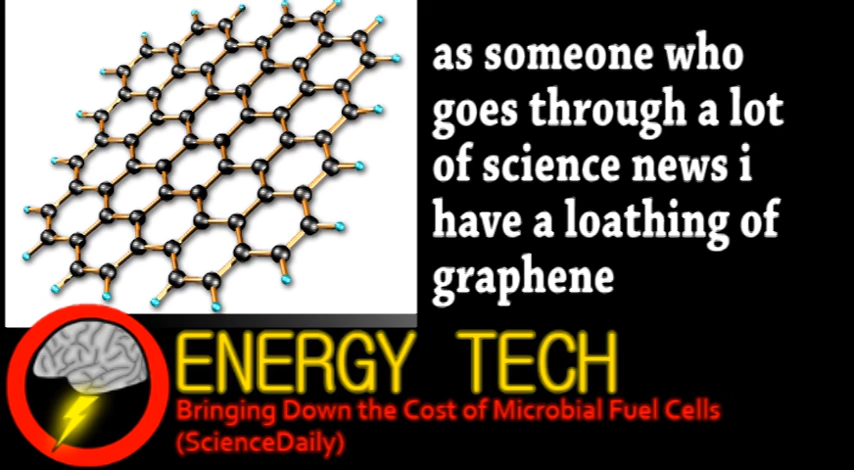 as someone who
goes through a lot
of science news i
have a loathing of
graphene
ENERGY TECH
Bringing Down the Cost of Microbial Fuel Cells
(ScienceDaily)